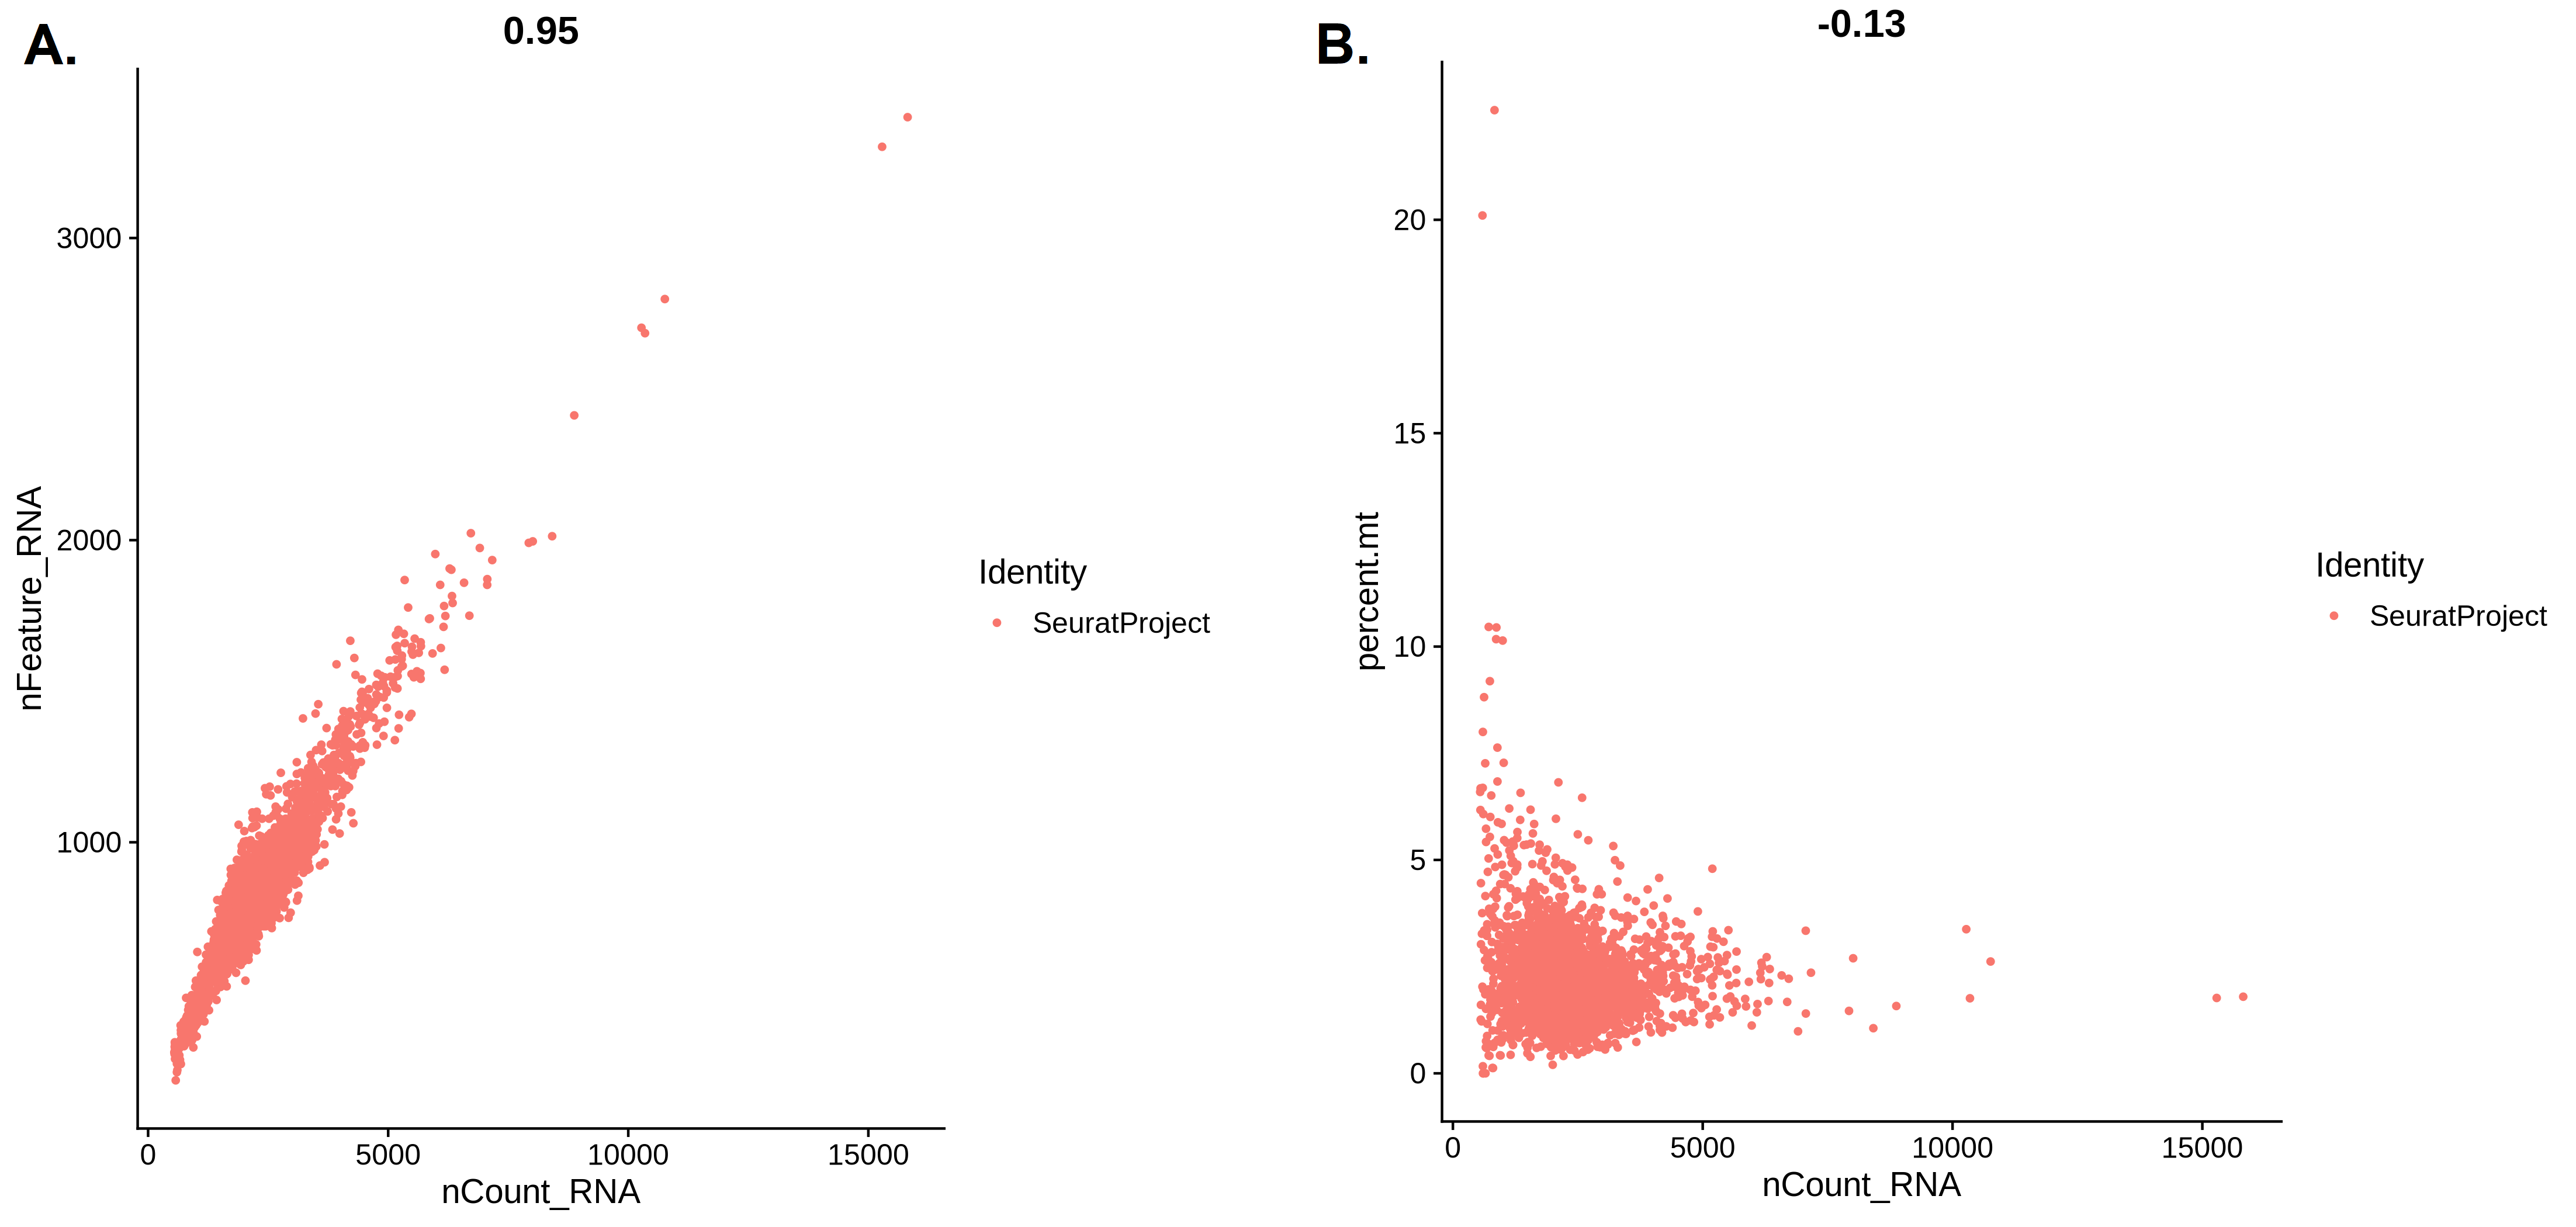 A.
0.95
nFeature_RNA
3000
2000
1000
0
5000
10000
15000
nCount_RNA
Identity
SeuratProject
B.
-0.13
percent.mt
20
15
10
5
0
0
5000
10000
15000
nCount_RNA
Identity
SeuratProject